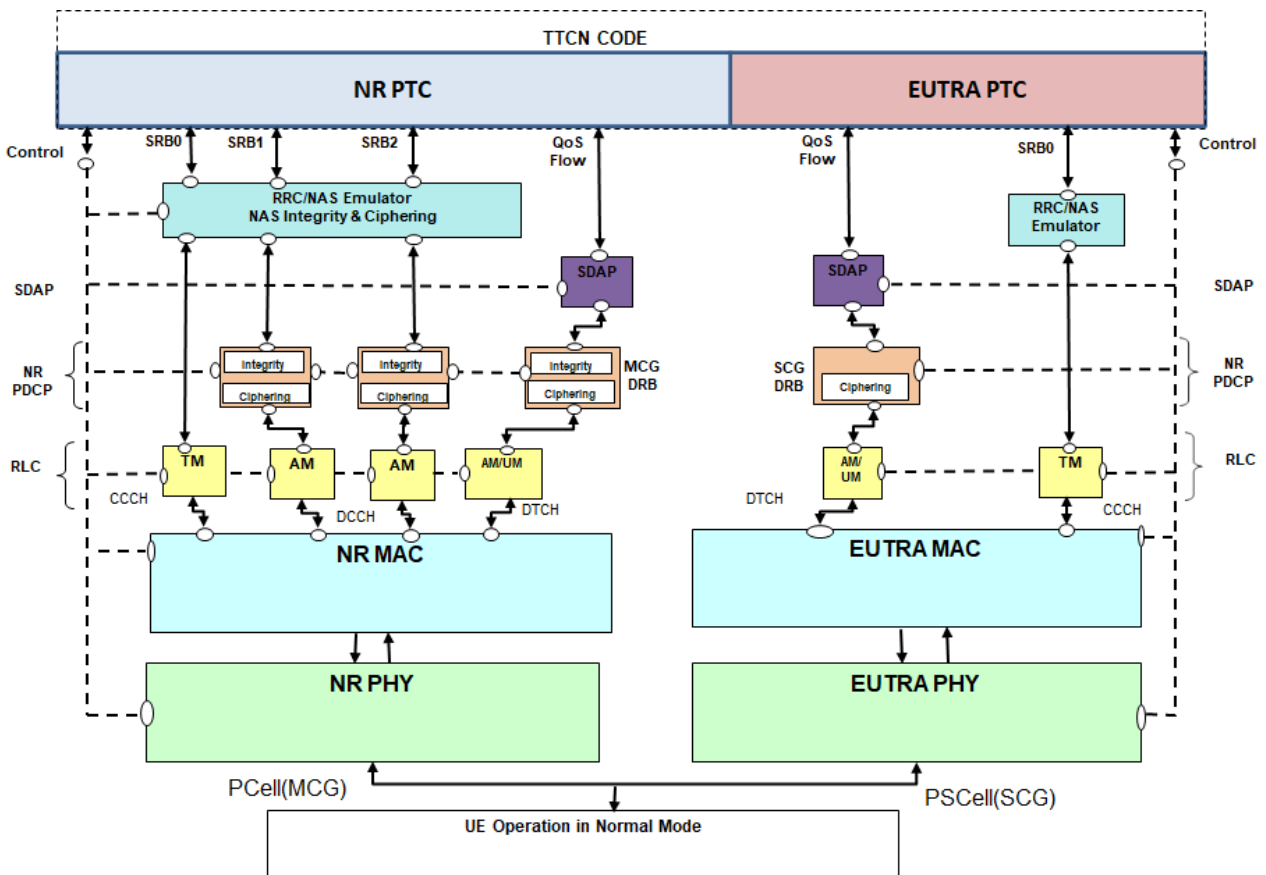 TTCN CODE
NR PTC
EUTRA PTC
Control
SRB0
SRB1
SRB2
QoS
Flow
QoS
Flow
SRB0
Control
RRC/NAS Emulator
NAS Integrity & Ciphering
RRC/NAS
Emulator
SDAP
SDAP
SDAP
SDAP
NR
PDCP
Integrity
Ciphering
Integrity
Ciphering
Integrity
Ciphering
MCG
DRB
SCG
DRB
Ciphering
NR
PDCP
RLC
TM
AM
AM
AM/UM
AM/
UM
TM
RLC
CCCH
DCCH
DTCH
DTCH
CCCH
NR MAC
EUTRA MAC
NR PHY
EUTRA PHY
PCell(MCG)
PSCell(SCG)
UE Operation in Normal Mode